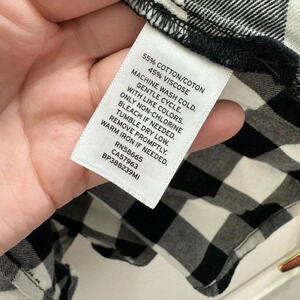 55% COTTON/COTON
45% VISCOSE
MACHINE WASH COLD.
GENTLE CYCLE.
WITH LIKE COLORS.
ONLY NON-CHLORINE
BLEACH IF NEEDED.
TUMBLE DRY LOW.
REMOVE PROMPTLY.
WARM IRON IF NEEDED.
RN58665
CA57963
BP388239MI